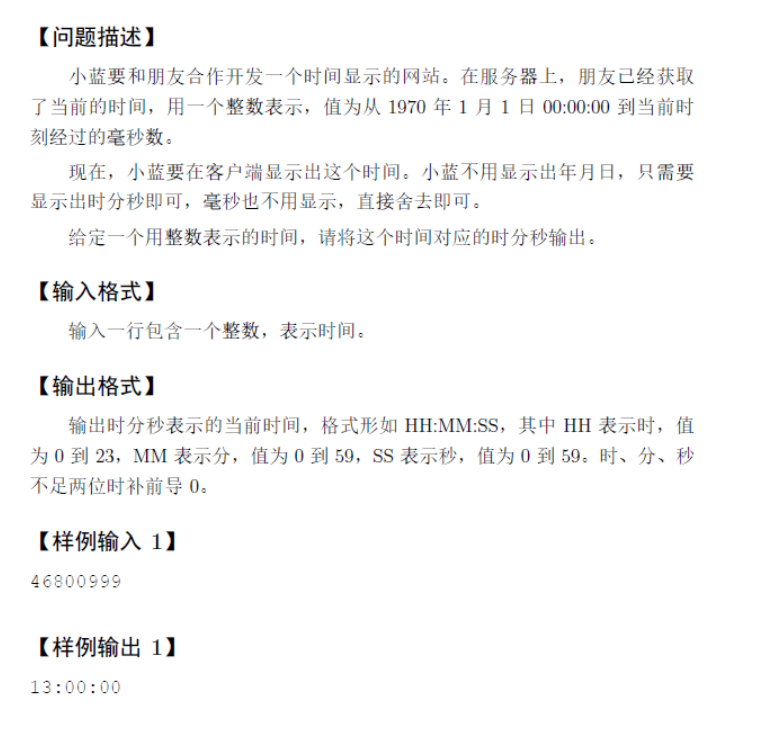 【问题描述】
小蓝要和朋友合作开发一个时间显示的网站。在服务器上，朋友已经获取
了当前的时间，用一个整数表示，值为从 1970 年 1 月 1 日 00:00:00 到当前时
刻经过的毫秒数。
现在，小蓝要在客户端显示出这个时间。小蓝不用显示出年月日，只需要
显示出时分秒即可，毫秒也不用显示，直接舍去即可。
给定一个用整数表示的时间，请将这个时间对应的时分秒输出。
【输入格式】
输入一行包含一个整数，表示时间。
【输出格式】
输出时分秒表示的当前时间，格式形如 HH:MM:SS，其中 HH 表示时，值
为 0 到 23，MM 表示分，值为 0 到 59，SS 表示秒，值为 0 到 59。时、分、秒
不足两位时补前导 0。
【样例输入 1】
46800999
【样例输出 1】
13:00:00